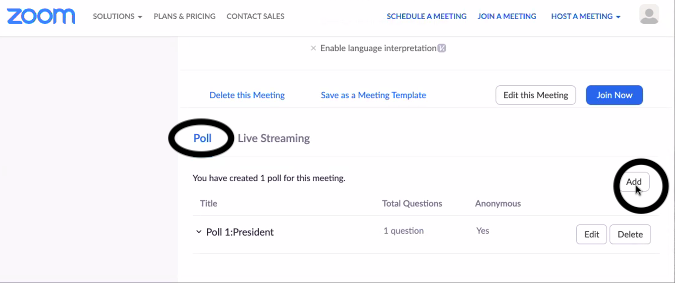 zoom SOLUTIONS PLANS & PRICING CONTACT SALES SCHEDULE A MEETING JOIN A MEETING HOST A MEETING
Enable language interpretation
Delete this Meeting Save as a Meeting Template Edit this Meeting Join Now
Poll Live Streaming
You have created 1 poll for this meeting. Add
Title Total Questions Anonymous
Poll 1:President 1 question Yes Edit Delete